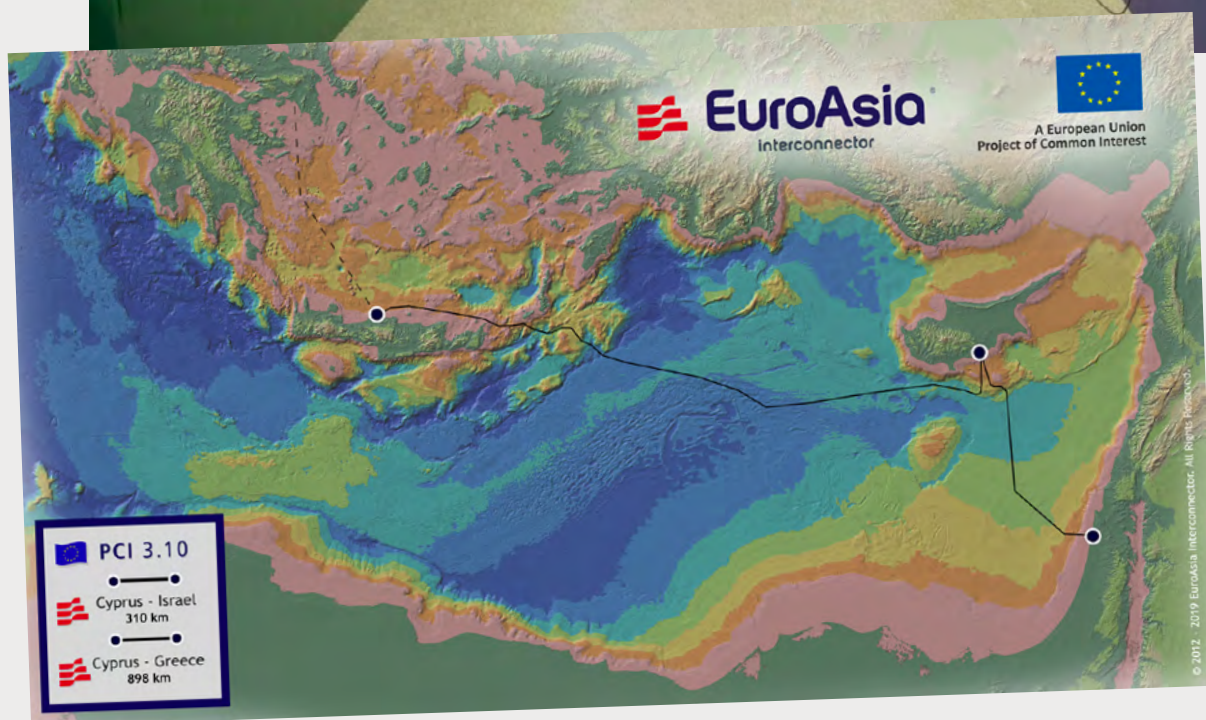 EuroAsia
interconnector
A European Union
Project of Common Interest
PCI 3.10
Cyprus - Israel
310 km
Cyprus - Greece
898 km
© 2012 - 2019 EuroAsia Interconnector. All Rights Reserved.